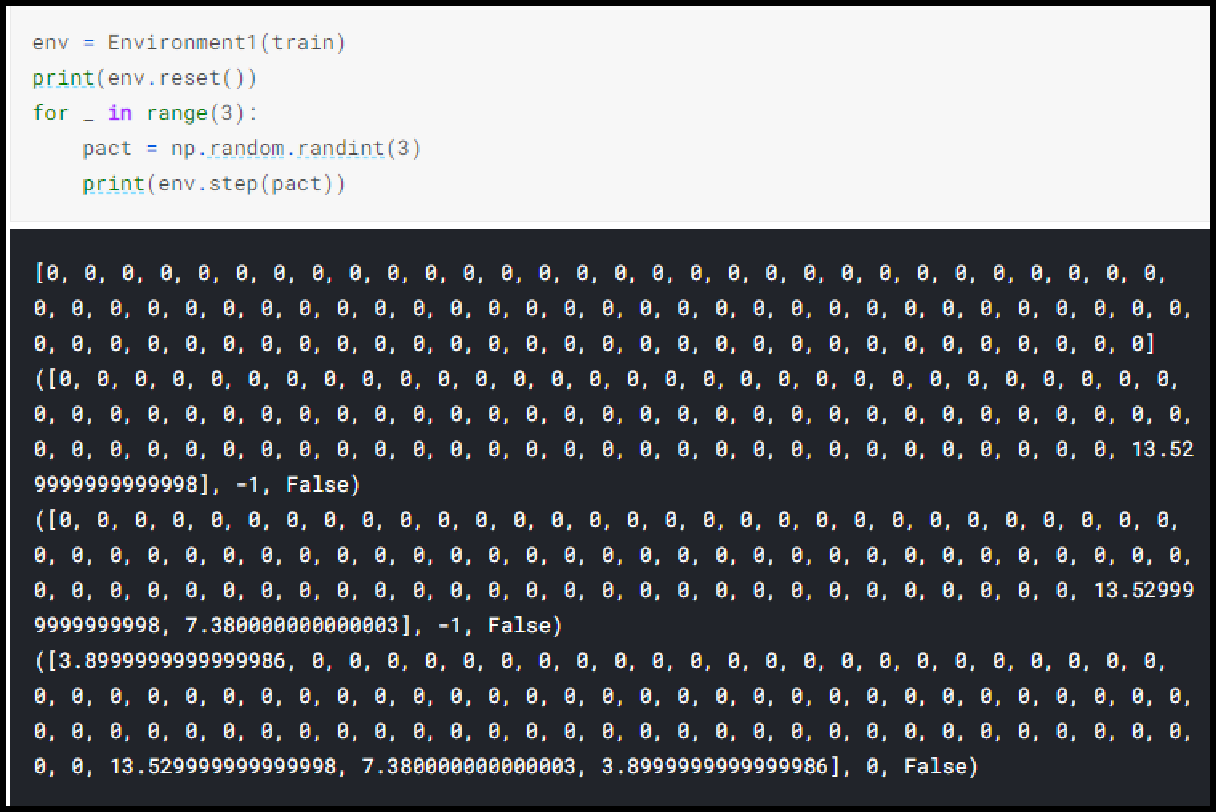 env = Environment1(train)
print(env.reset())
for _ in range(3):
    pact = np.random.randint(3)
    print(env.step(pact))
[0, 0, 0, 0, 0, 0, 0, 0, 0, 0, 0, 0, 0, 0, 0, 0, 0, 0, 0, 0, 0, 0, 0, 0, 0, 0, 0, 0, 0, 0,
0, 0, 0, 0, 0, 0, 0, 0, 0, 0, 0, 0, 0, 0, 0, 0, 0, 0, 0, 0, 0, 0, 0, 0, 0, 0, 0, 0, 0, 0, 0,
0, 0, 0, 0, 0, 0, 0, 0, 0, 0, 0, 0, 0, 0, 0, 0, 0, 0, 0, 0, 0, 0, 0, 0, 0, 0, 0, 0, 0, 0]
([0, 0, 0, 0, 0, 0, 0, 0, 0, 0, 0, 0, 0, 0, 0, 0, 0, 0, 0, 0, 0, 0, 0, 0, 0, 0, 0, 0, 0, 0,
0, 0, 0, 0, 0, 0, 0, 0, 0, 0, 0, 0, 0, 0, 0, 0, 0, 0, 0, 0, 0, 0, 0, 0, 0, 0, 0, 0, 0, 0, 0,
0, 0, 0, 0, 0, 0, 0, 0, 0, 0, 0, 0, 0, 0, 0, 0, 0, 0, 0, 0, 0, 0, 0, 0, 0, 0, 0, 0, 0, 13.52
9999999999998], -1, False)
([0, 0, 0, 0, 0, 0, 0, 0, 0, 0, 0, 0, 0, 0, 0, 0, 0, 0, 0, 0, 0, 0, 0, 0, 0, 0, 0, 0, 0, 0,
0, 0, 0, 0, 0, 0, 0, 0, 0, 0, 0, 0, 0, 0, 0, 0, 0, 0, 0, 0, 0, 0, 0, 0, 0, 0, 0, 0, 0, 0, 0,
0, 0, 0, 0, 0, 0, 0, 0, 0, 0, 0, 0, 0, 0, 0, 0, 0, 0, 0, 0, 0, 0, 0, 0, 0, 0, 0, 0, 13.52999
9999999998, 7.380000000000003], -1, False)
([3.8999999999999986, 0, 0, 0, 0, 0, 0, 0, 0, 0, 0, 0, 0, 0, 0, 0, 0, 0, 0, 0, 0, 0, 0, 0,
0, 0, 0, 0, 0, 0, 0, 0, 0, 0, 0, 0, 0, 0, 0, 0, 0, 0, 0, 0, 0, 0, 0, 0, 0, 0, 0, 0, 0, 0, 0,
0, 0, 0, 0, 0, 0, 0, 0, 0, 0, 0, 0, 0, 0, 0, 0, 0, 0, 0, 0, 0, 0, 0, 0, 0, 0, 0, 0, 0, 0, 0,
0, 0, 13.529999999999998, 7.380000000000003, 3.8999999999999986], 0, False)